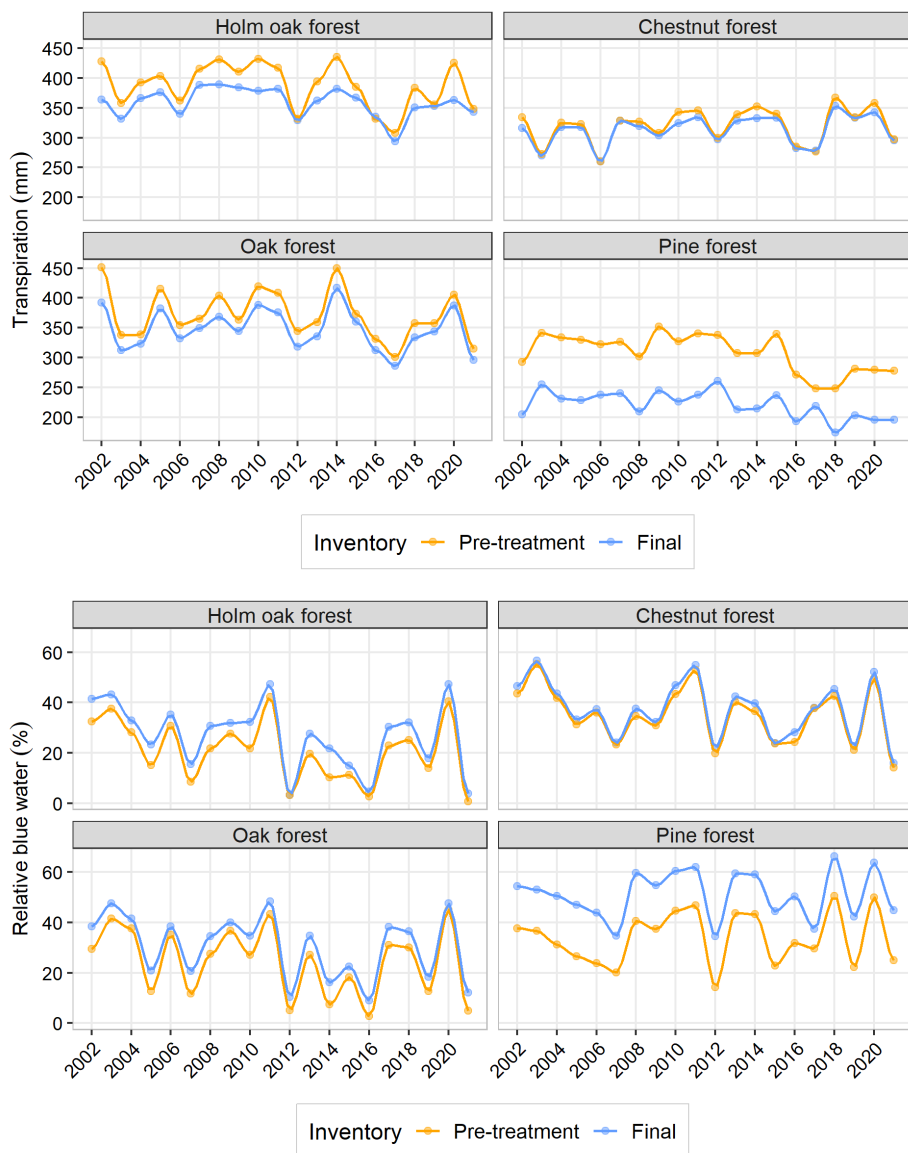 Holm oak forest
Chestnut forest
450
400
350
300
250
200
Oak forest
Pine forest
450
400
350
300
250
200
Transpiration (mm)
2002 2004 2006 2008 2010 2012 2014 2016 2018 2020
2002 2004 2006 2008 2010 2012 2014 2016 2018 2020
Inventory Pre-treatment Final
Holm oak forest
Chestnut forest
60
40
20
0
Oak forest
Pine forest
60
40
20
0
Relative blue water (%)
2002 2004 2006 2008 2010 2012 2014 2016 2018 2020
2002 2004 2006 2008 2010 2012 2014 2016 2018 2020
Inventory Pre-treatment Final